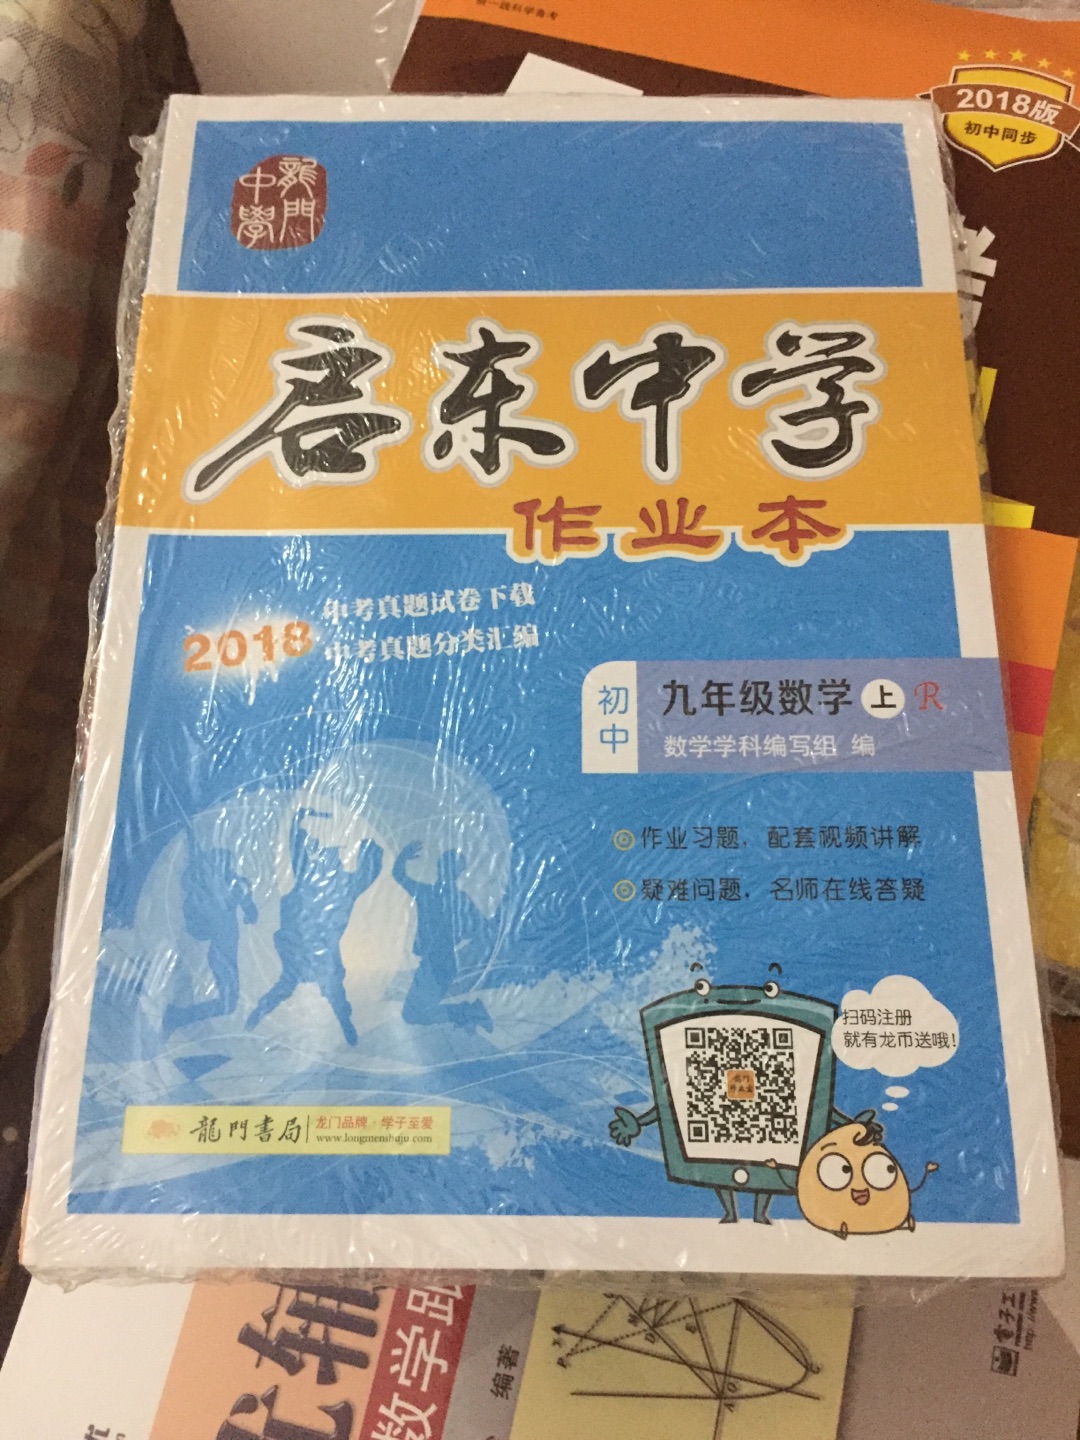 2018版
初中同步
龍門
中學
启东中学
作业本
2018
中考真题试卷下载
中考真题分类汇编
初中
九年级数学 上 R
数学学科编写组 编
作业习题，配套视频讲解
疑难问题，名师在线答疑
扫码注册
就有龙币送哦！
龍門書局
龙门品牌·学子至爱
www.longmenshuju.com
编著